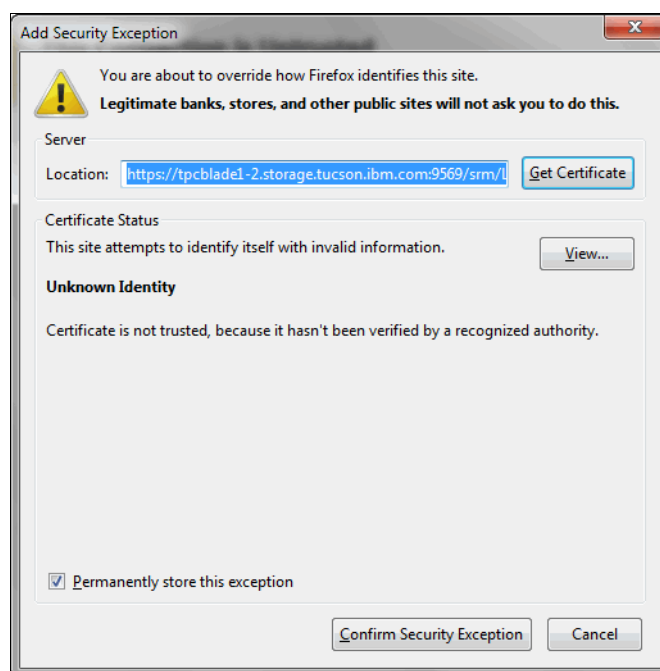 Add Security Exception
You are about to override how Firefox identifies this site.
Legitimate banks, stores, and other public sites will not ask you to do this.
Server
Location: https://tpcblade1-2.storage.tucson.ibm.com:9569/srm/L Get Certificate
Certificate Status
This site attempts to identify itself with invalid information. View...
Unknown Identity
Certificate is not trusted, because it hasn't been verified by a recognized authority.
Permanently store this exception
Confirm Security Exception Cancel